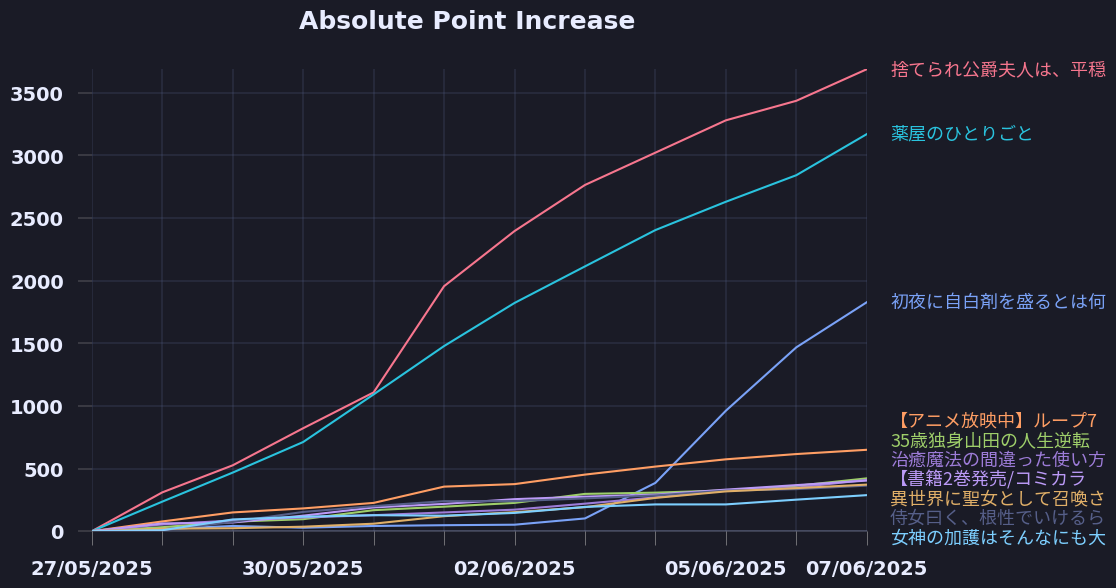 Absolute Point Increase
3500
3000
2500
2000
1500
1000
500
0
27/05/2025
30/05/2025
02/06/2025
05/06/2025
07/06/2025
捨てられ公爵夫人は、平穏
薬屋のひとりごと
初夜に自白剤を盛るとは何
【アニメ放映中】ループ7
35歳独身山田の人生逆転
治癒魔法の間違った使い方
【書籍2巻発売/コミカラ
異世界に聖女として召喚さ
侍女曰く、根性でいけるら
女神の加護はそんなにも大